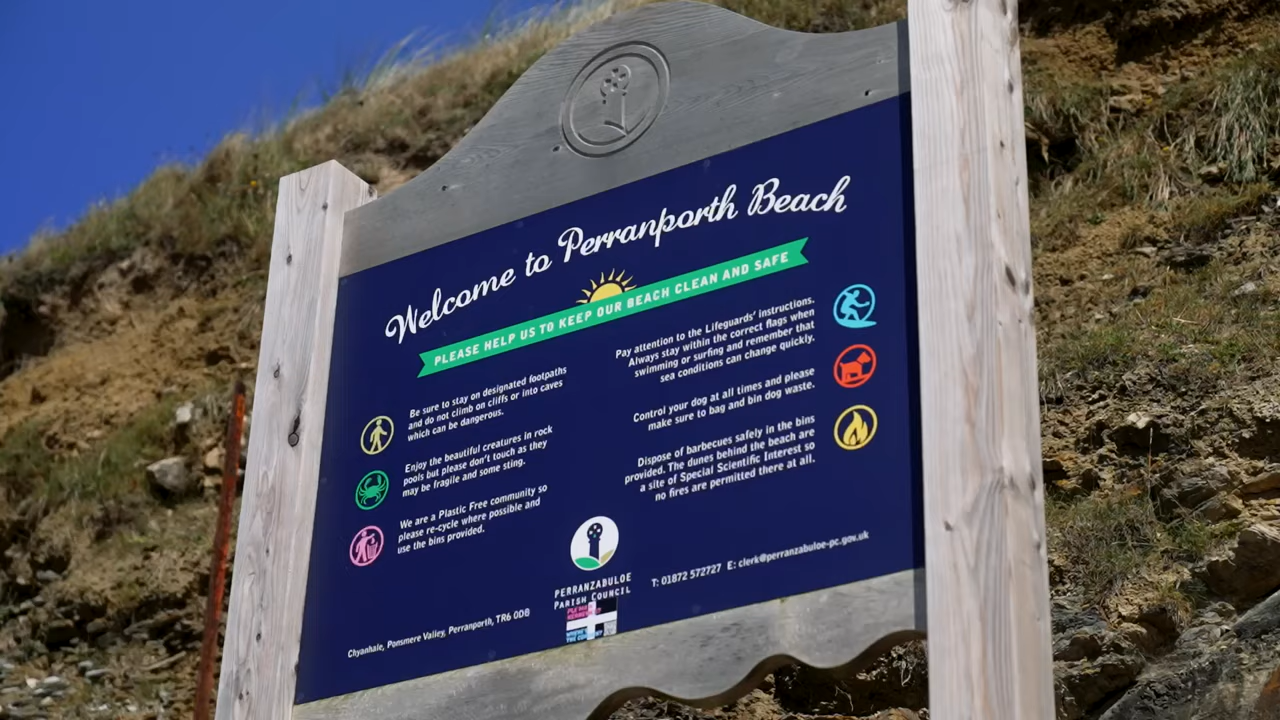 Welcome to Perranporth Beach
PLEASE HELP US TO KEEP OUR BEACH CLEAN AND SAFE
Be sure to stay on designated footpaths
and do not climb on cliffs or into caves
which can be dangerous.
Enjoy the beautiful creatures in rock
pools but please don't touch as they
may be fragile and some sting.
We are a Plastic Free community so
please re-cycle where possible and
use the bins provided.
Pay attention to the Lifeguards' instructions.
Always stay within the correct flags when
swimming or surfing and remember that
sea conditions can change quickly.
Control your dog at all times and please
make sure to bag and bin dog waste.
Dispose of barbecues safely in the bins
provided. The dunes behind the beach are
a site of Special Scientific Interest so
no fires are permitted there at all.
PERRANZABULOE
PARISH COUNCIL
Chyanhale, Ponsmere Valley, Perranporth, TR6 0DB
T: 01872 572727 E: clerk@perranzabuloe-pc.gov.uk